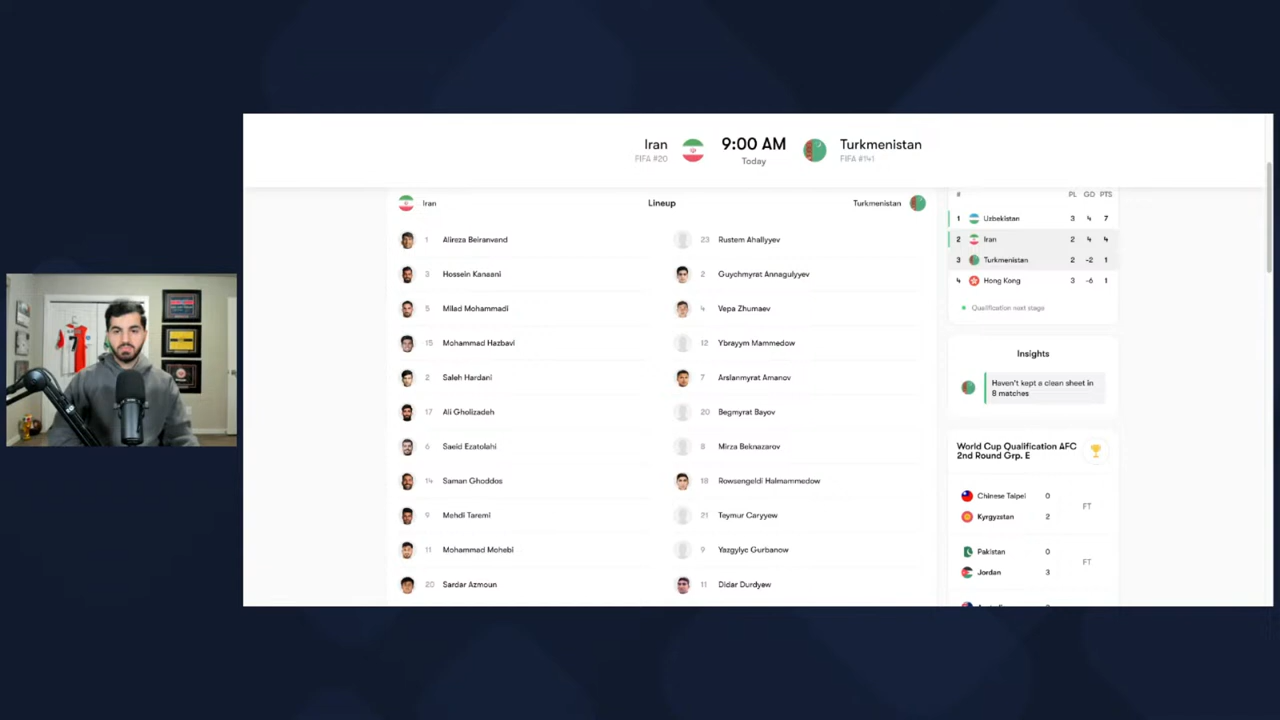 Iran
FIFA #20
9:00 AM
Today
Turkmenistan
FIFA #141
Iran
Lineup
Turkmenistan
1 Alireza Beiranvand
3 Hossein Kanaani
5 Milad Mohammadi
15 Mohammad Hazbavi
2 Saleh Hardani
17 Ali Gholizadeh
6 Saeid Ezatolahi
14 Saman Ghoddos
9 Mehdi Taremi
11 Mohammad Mohebi
20 Sardar Azmoun
23 Rustem Ahallyyev
2 Guychmyrat Annagulyyev
4 Vepa Zhumaev
12 Ybrayym Mammedow
7 Arslanmyrat Amanov
20 Begmyrat Bayov
8 Mirza Beknazarov
18 Rowsengeldi Halmammedow
21 Teymur Caryyew
9 Yazgylyc Gurbanow
11 Didar Durdyew
# PL GD PTS
1 Uzbekistan 3 4 7
2 Iran 2 4 4
3 Turkmenistan 2 -2 1
4 Hong Kong 3 -6 1
Qualification next stage
Insights
Haven't kept a clean sheet in
8 matches
World Cup Qualification AFC
2nd Round Grp. E
Chinese Taipei 0
FT
Kyrgyzstan 2
Pakistan 0
FT
Jordan 3
7